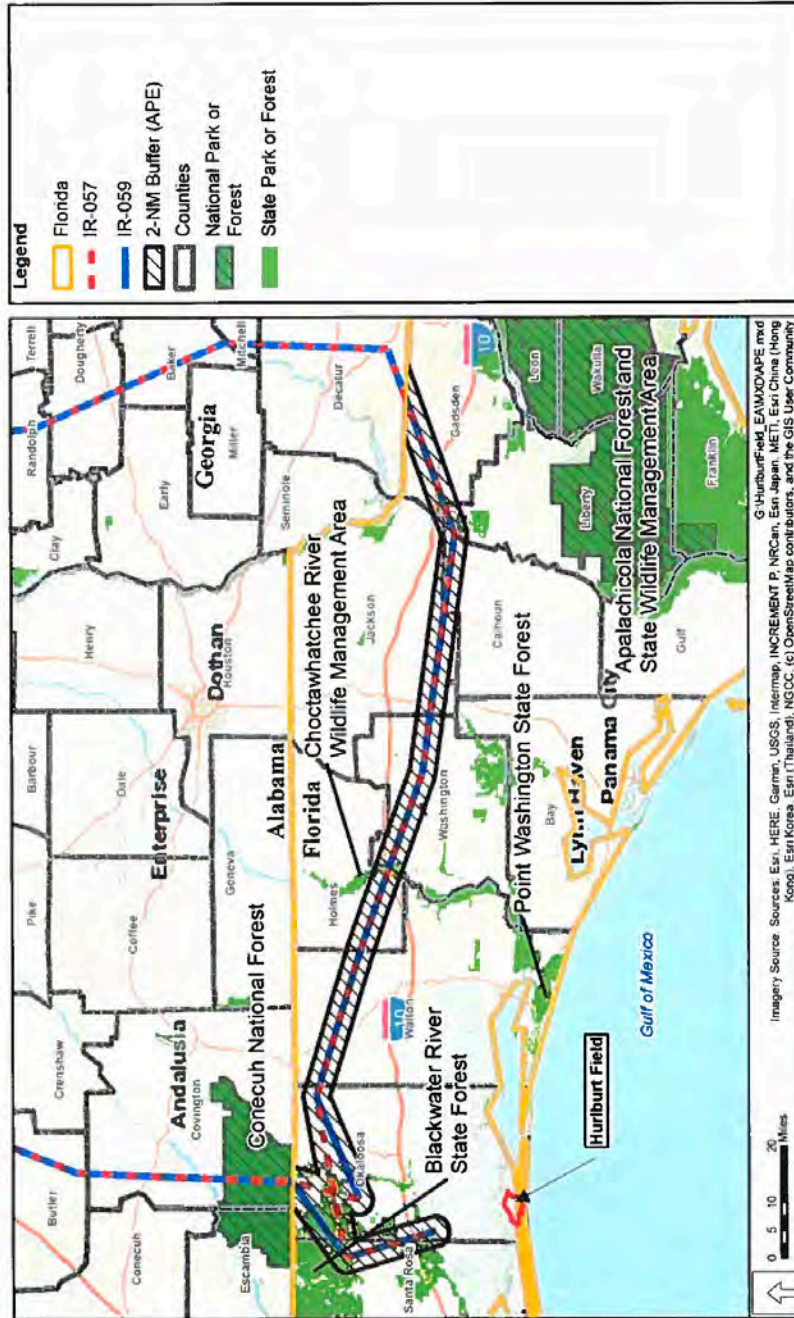 Legend
Florida
IR-057
IR-059
2-NM Buffer (APE)
Counties
National Park or
Forest
State Park or Forest
Butler
Crenshaw
Pike
Barbour
Clay
Randolph
Terrell
Dougherty
Conecuh
Andalusia
Covington
Coffee
Enterprise
Dale
Henry
Early
Baker
Mitchell
Georgia
Miller
Escambia
Conecuh National Forest
Geneva
Dothan
Houston
Seminole
Decatur
Alabama
Florida
Choctawhatchee River
Wildlife Management Area
Holmes
Jackson
Gadsden
10
Okaloosa
Walton
10
Washington
Blackwater River
State Forest
Santa Rosa
Calhoun
Liberty
Leon
Wakulla
Point Washington State Forest
Bay
Lynn Haven
Panama City
Apalachicola National Forest and
State Wildlife Management Area
Gulf
Franklin
Hurlburt Field
Gulf of Mexico
0 5 10 20
Miles
G:\HurlburtField_EA\MXD\APE.mxd
Imagery Source: Sources: Esri, HERE, Garmin, USGS, Intermap, INCREMENT P, NRCan, Esri Japan, METI, Esri China (Hong
Kong), Esri Korea, Esri (Thailand), NGCC, (c) OpenStreetMap contributors, and the GIS User Community